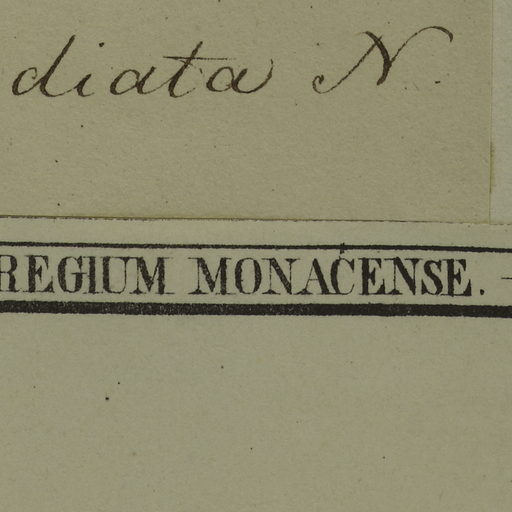 diata N.
REGIUM MONACENSE. -